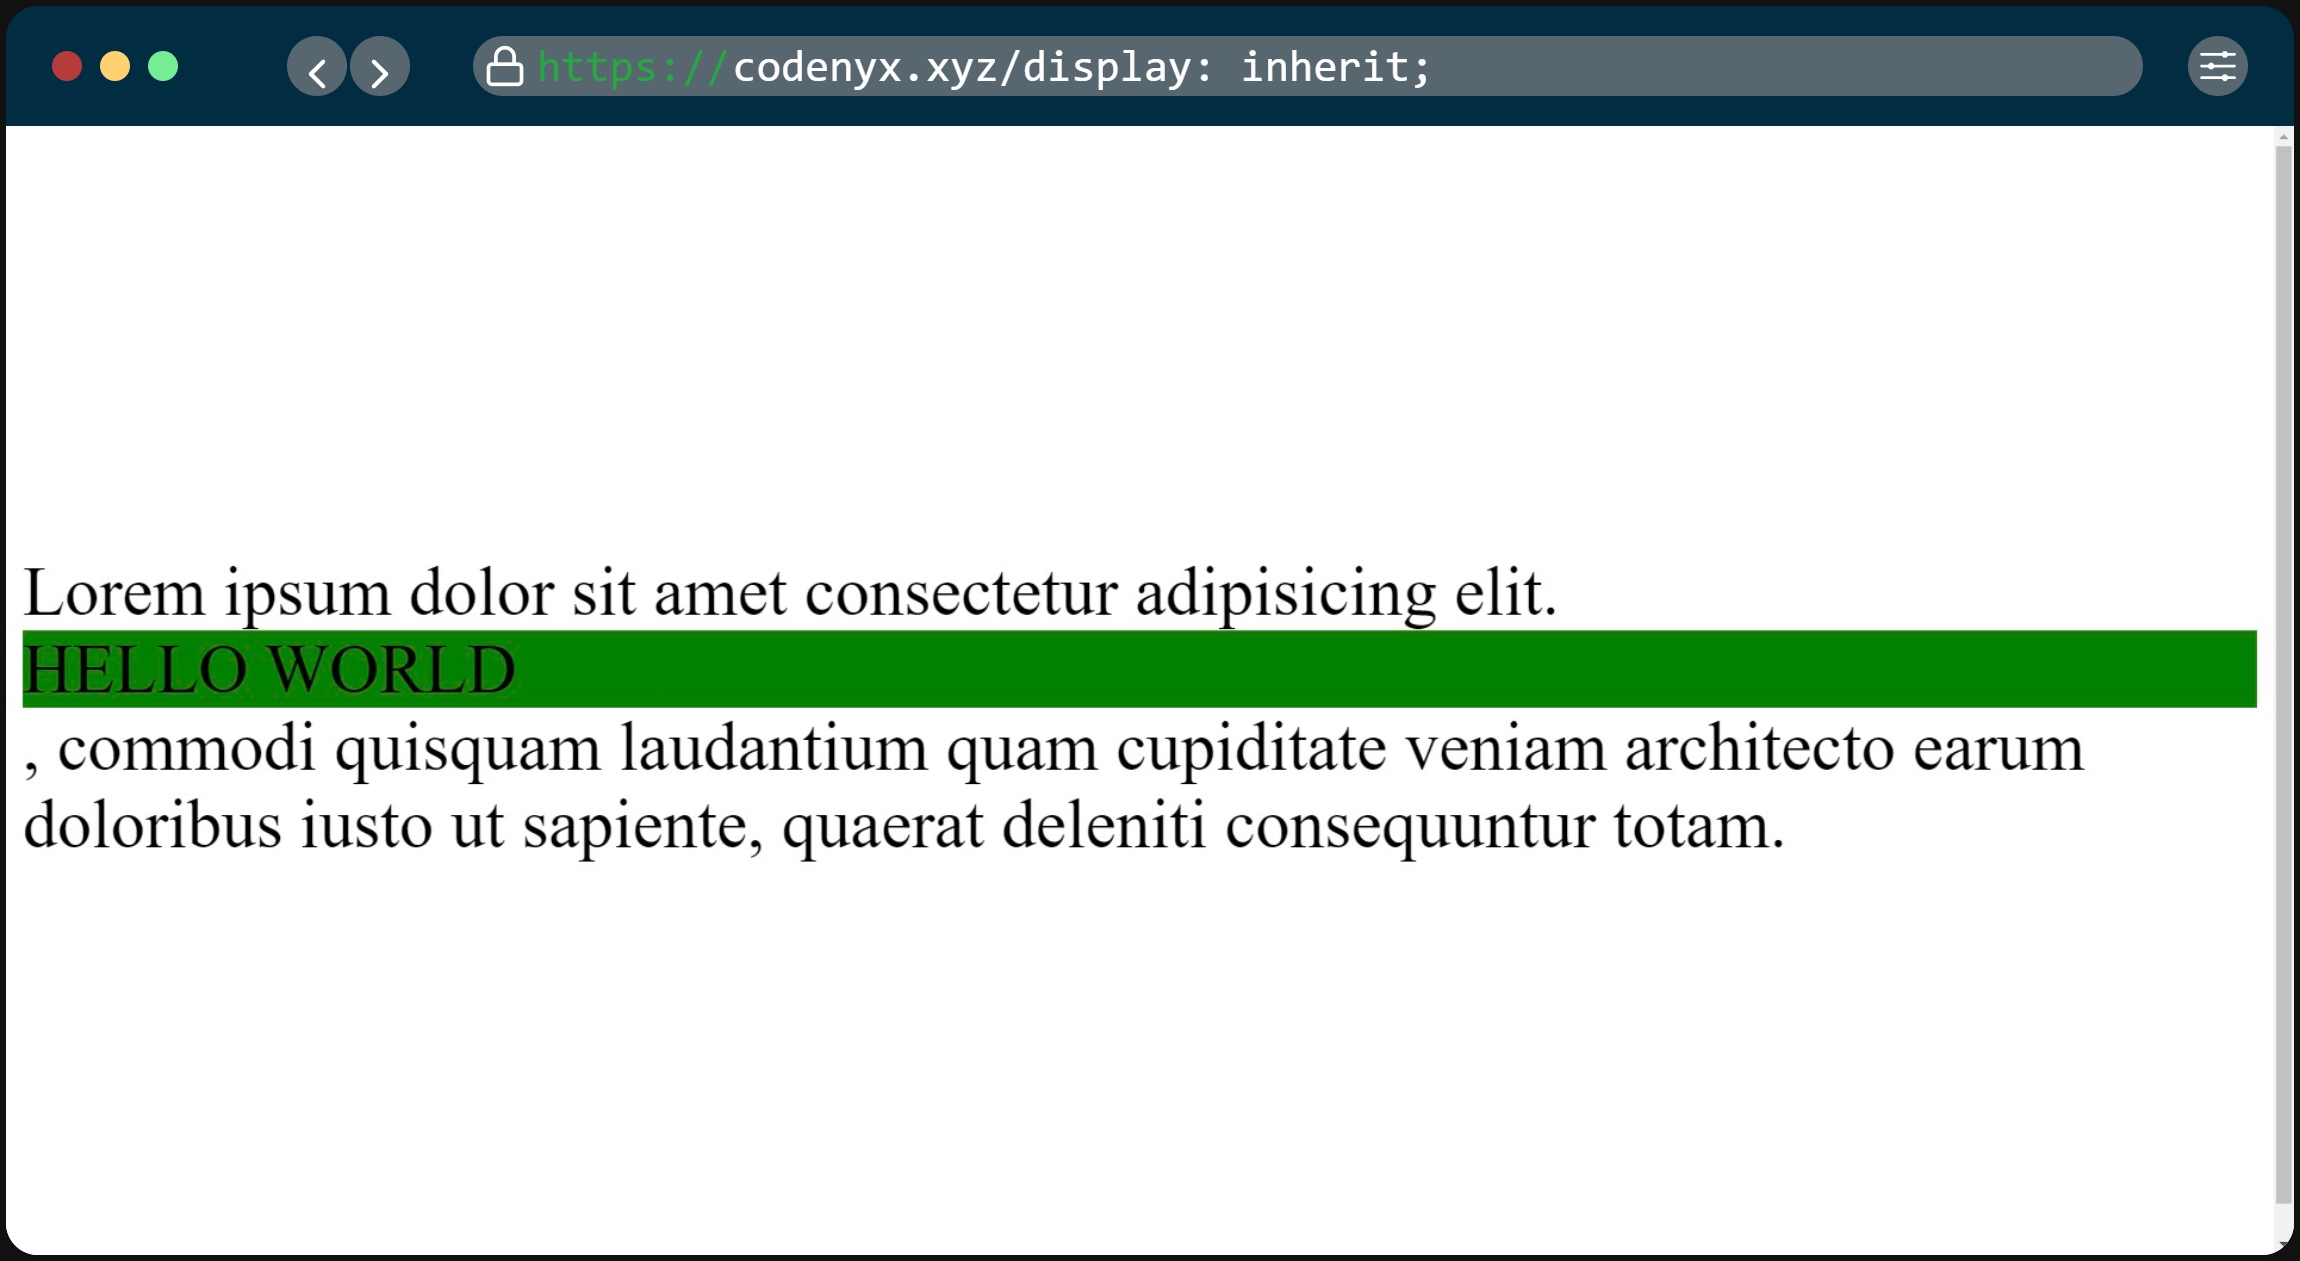 https://codenyx.xyz/display: inherit;
Lorem ipsum dolor sit amet consectetur adipisicing elit.
HELLO WORLD
, commodi quisquam laudantium quam cupiditate veniam architecto earum
doloribus iusto ut sapiente, quaerat deleniti consequuntur totam.